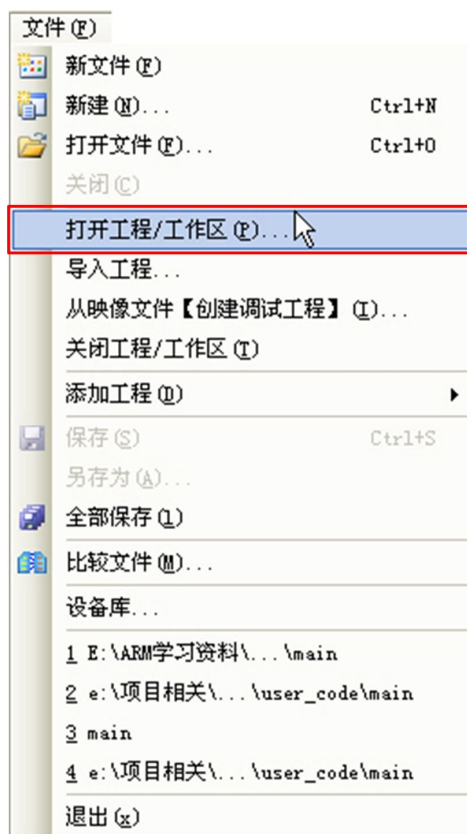 文件(F)
新文件(F)
新建(N)... Ctrl+N
打开文件(F)... Ctrl+O
关闭(C)
打开工程/工作区(P)...
导入工程...
从映像文件【创建调试工程】(I)...
关闭工程/工作区(T)
添加工程(D)
保存(S) Ctrl+S
另存为(A)...
全部保存(1)
比较文件(M)...
设备库...
1 E:\ARM学习资料\...\main
2 e:\项目相关\...\user_code\main
3 main
4 e:\项目相关\...\user_code\main
退出(x)